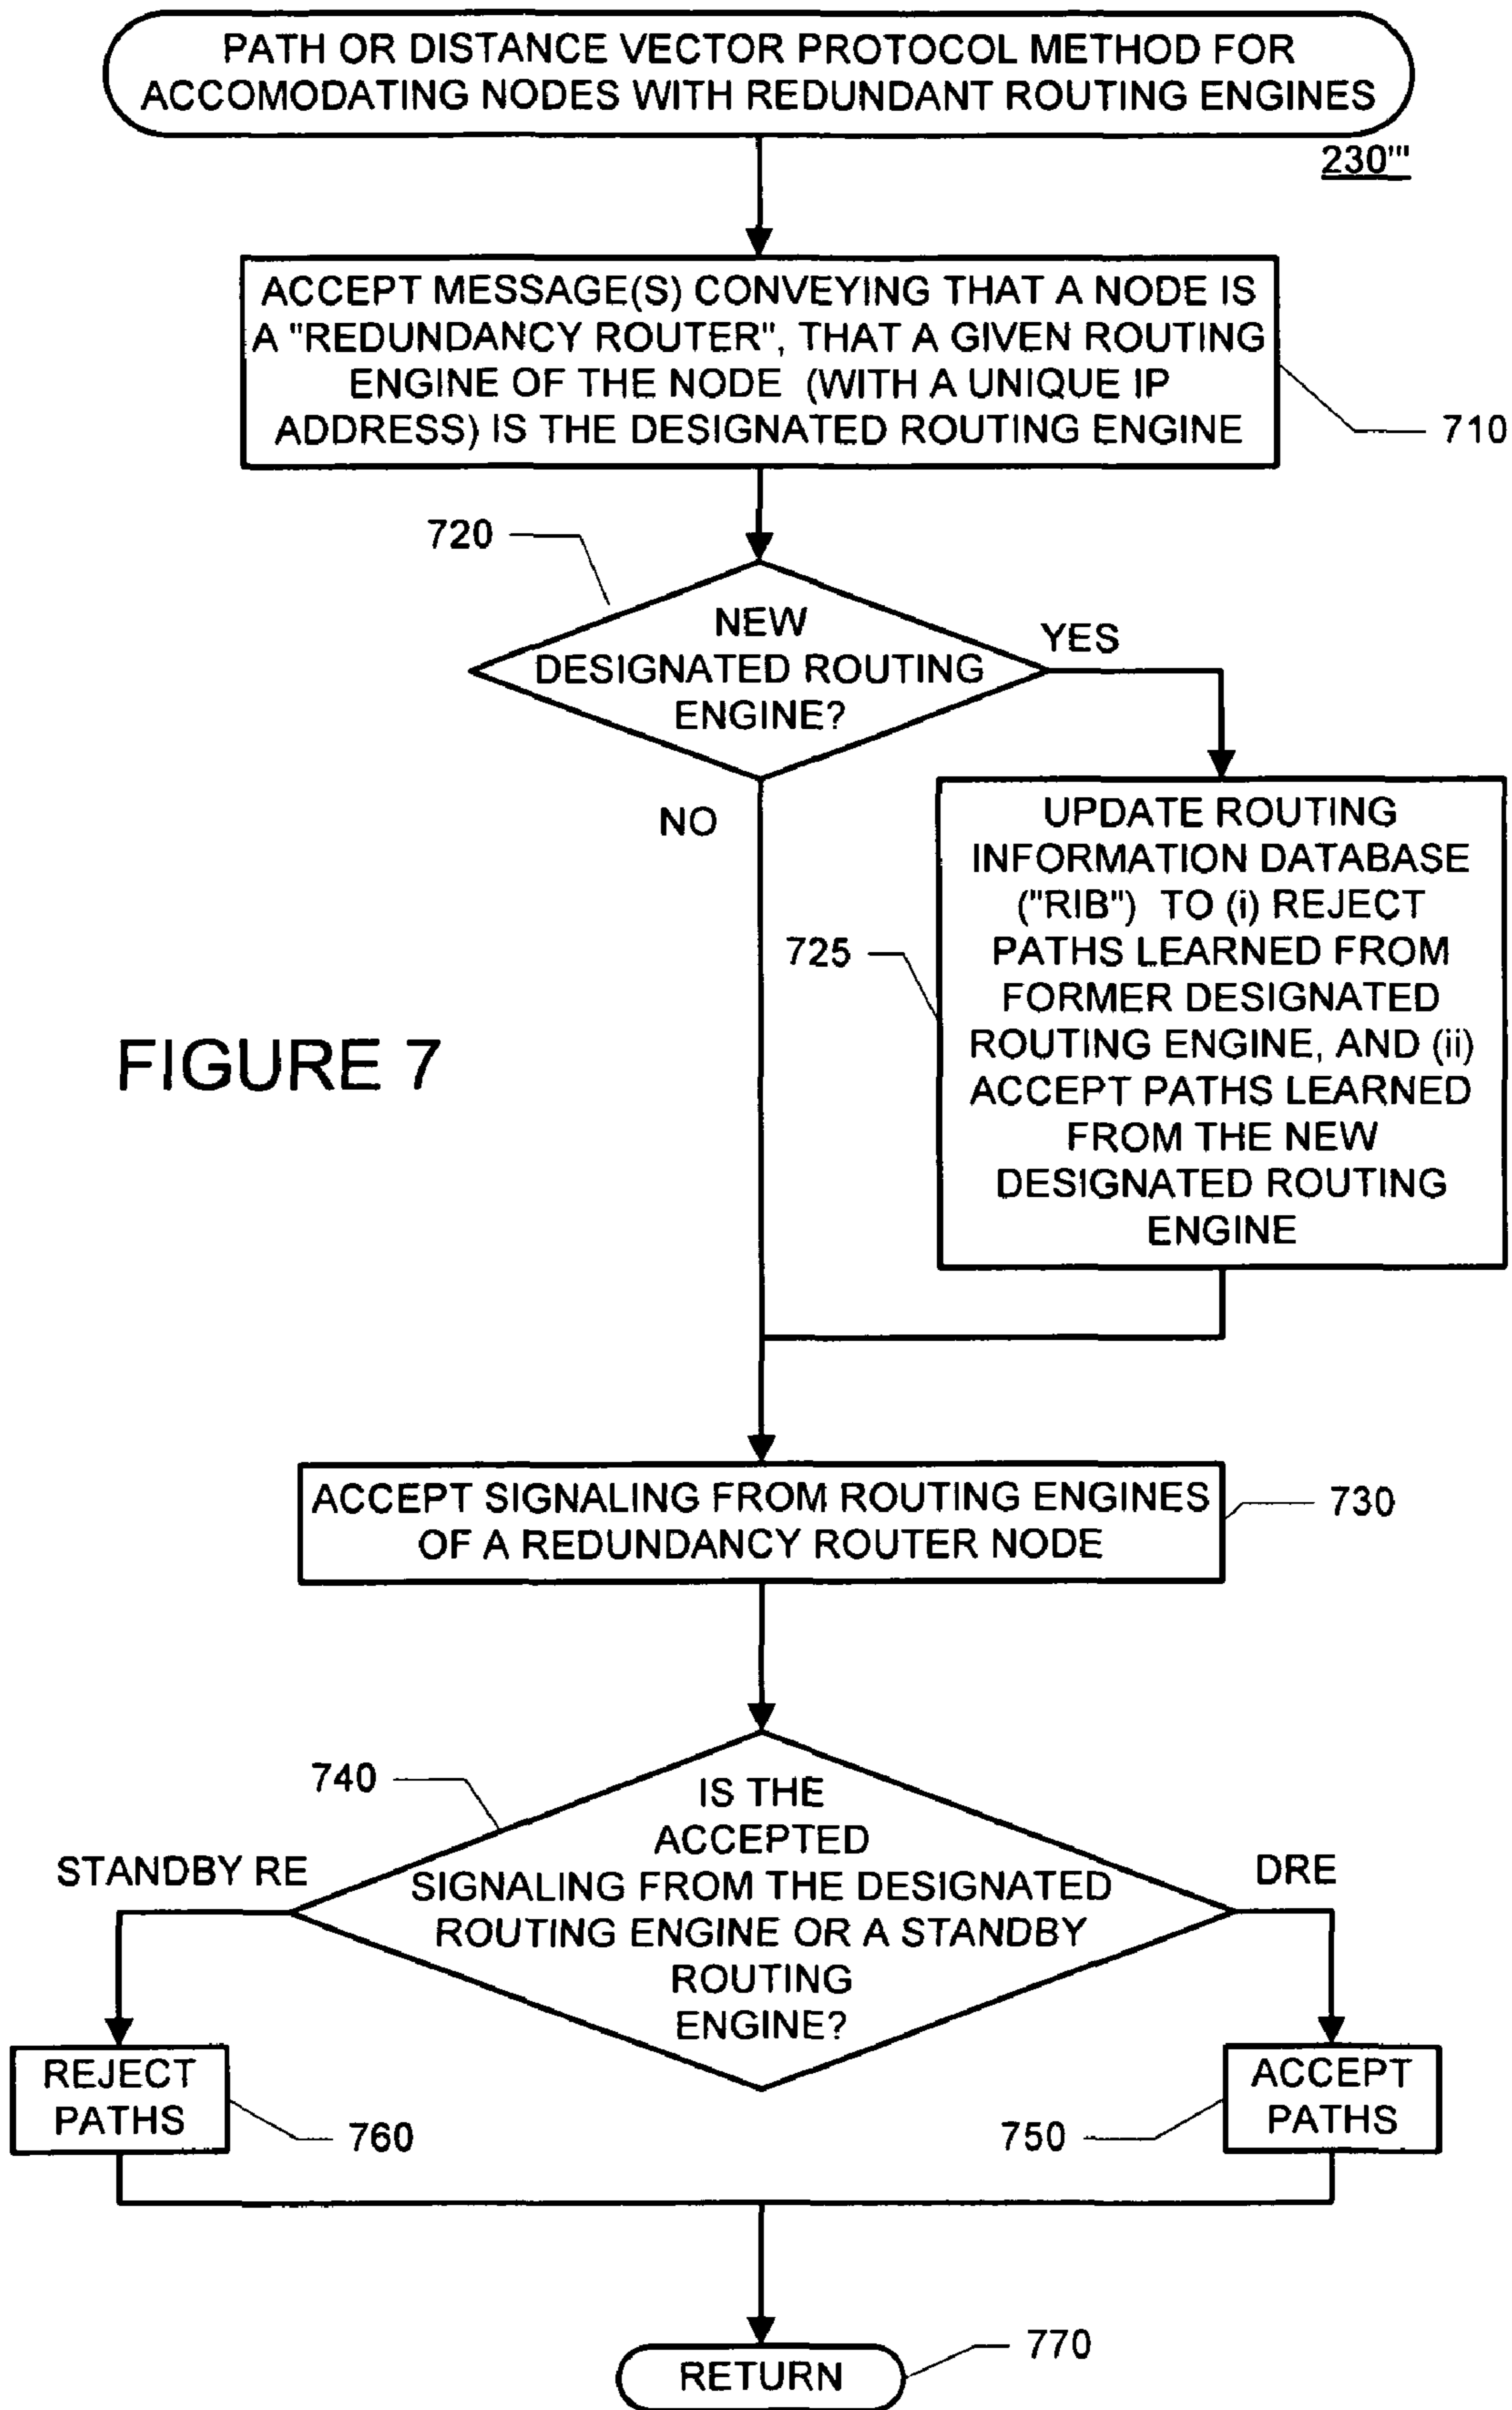 PATH OR DISTANCE VECTOR PROTOCOL METHOD FOR
ACCOMODATING NODES WITH REDUNDANT ROUTING ENGINES
230'''
ACCEPT MESSAGE(S) CONVEYING THAT A NODE IS
A "REDUNDANCY ROUTER", THAT A GIVEN ROUTING
ENGINE OF THE NODE (WITH A UNIQUE IP
ADDRESS) IS THE DESIGNATED ROUTING ENGINE
710
720
NEW
DESIGNATED ROUTING
ENGINE?
YES
NO
UPDATE ROUTING
INFORMATION DATABASE
("RIB") TO (i) REJECT
PATHS LEARNED FROM
FORMER DESIGNATED
ROUTING ENGINE, AND (ii)
ACCEPT PATHS LEARNED
FROM THE NEW
DESIGNATED ROUTING
ENGINE
725
FIGURE 7
ACCEPT SIGNALING FROM ROUTING ENGINES
OF A REDUNDANCY ROUTER NODE
730
740
IS THE
ACCEPTED
SIGNALING FROM THE DESIGNATED
ROUTING ENGINE OR A STANDBY
ROUTING
ENGINE?
STANDBY RE
DRE
REJECT
PATHS
760
750
ACCEPT
PATHS
RETURN
770